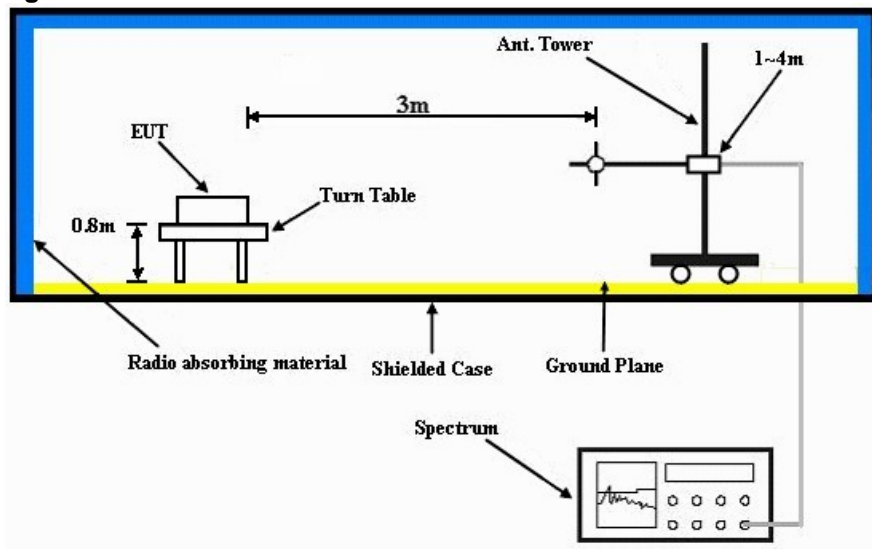 Ant. Tower
1~4m
3m
EUT
Turn Table
0.8m
Radio absorbing material
Shielded Case
Ground Plane
Spectrum